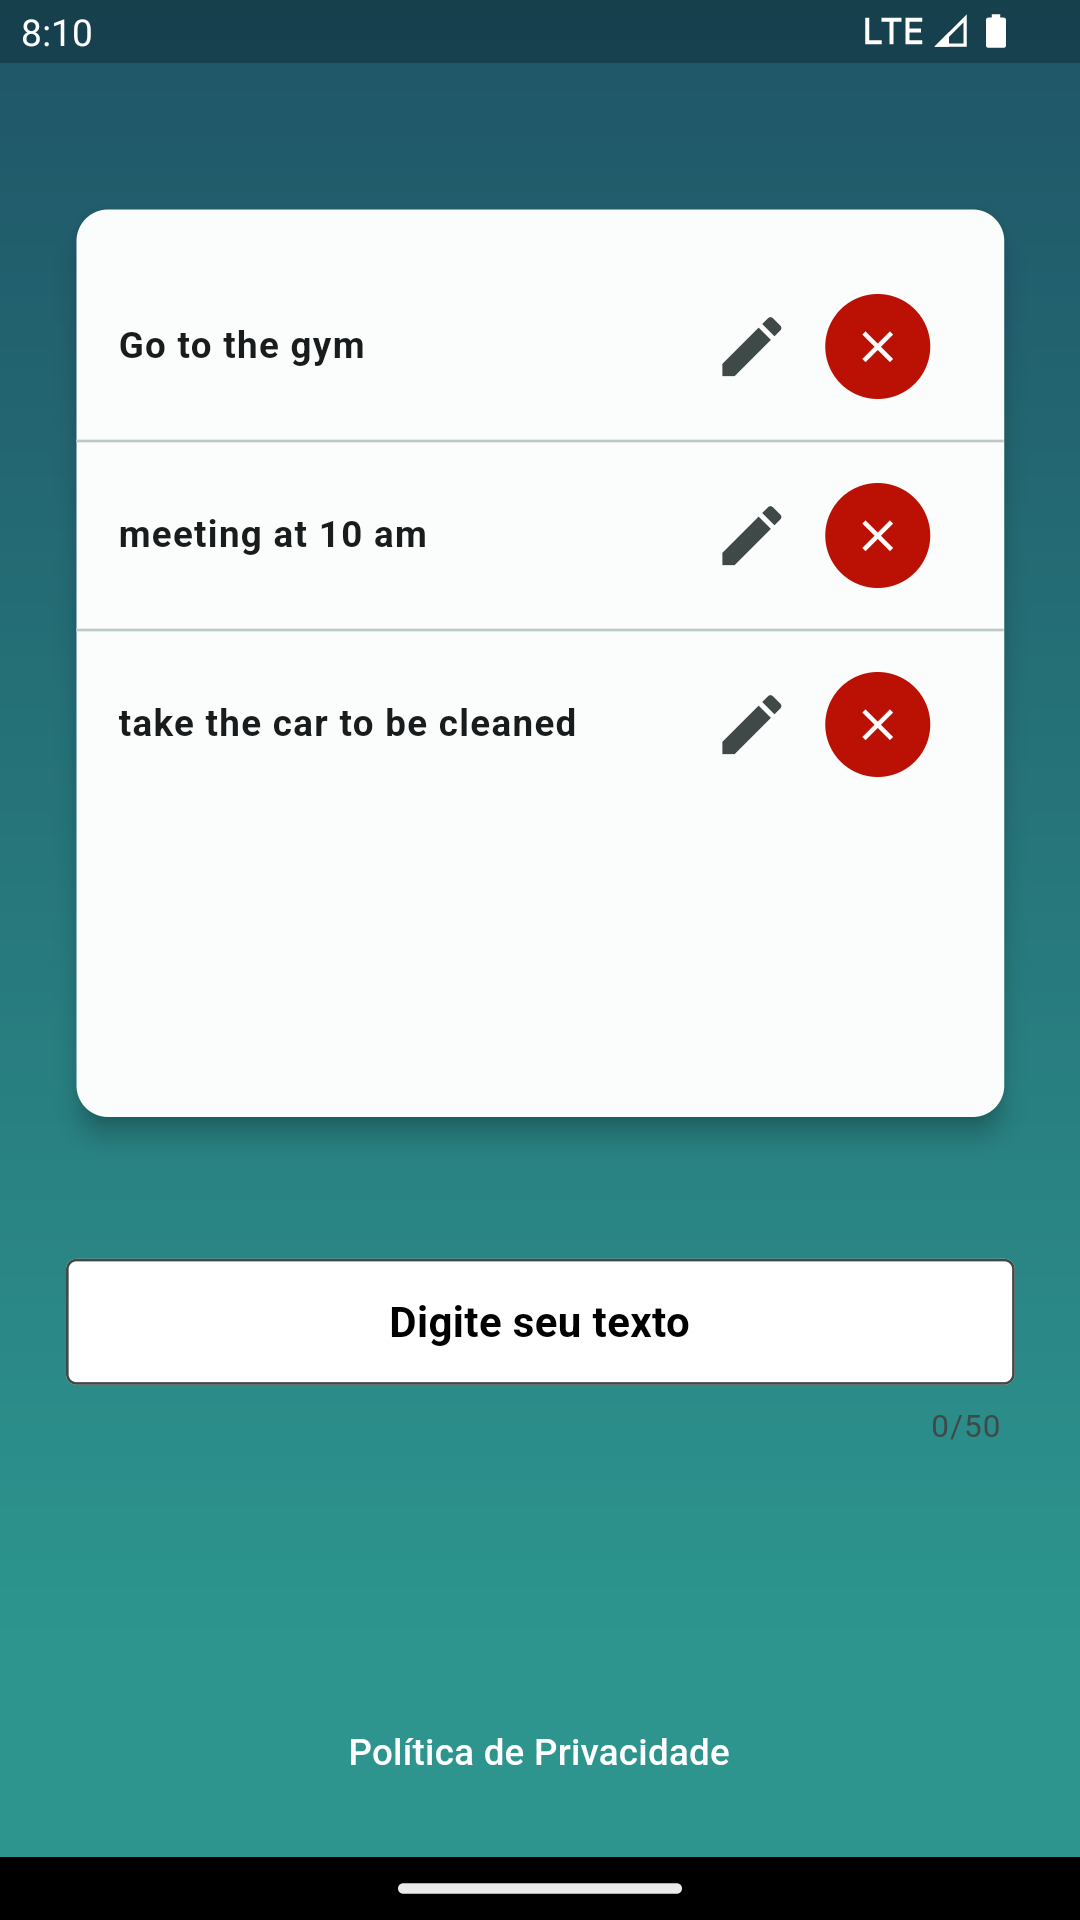 8:10
LTE
Go to the gym
meeting at 10 am
take the car to be cleaned
Digite seu texto
0/50
Política de Privacidade